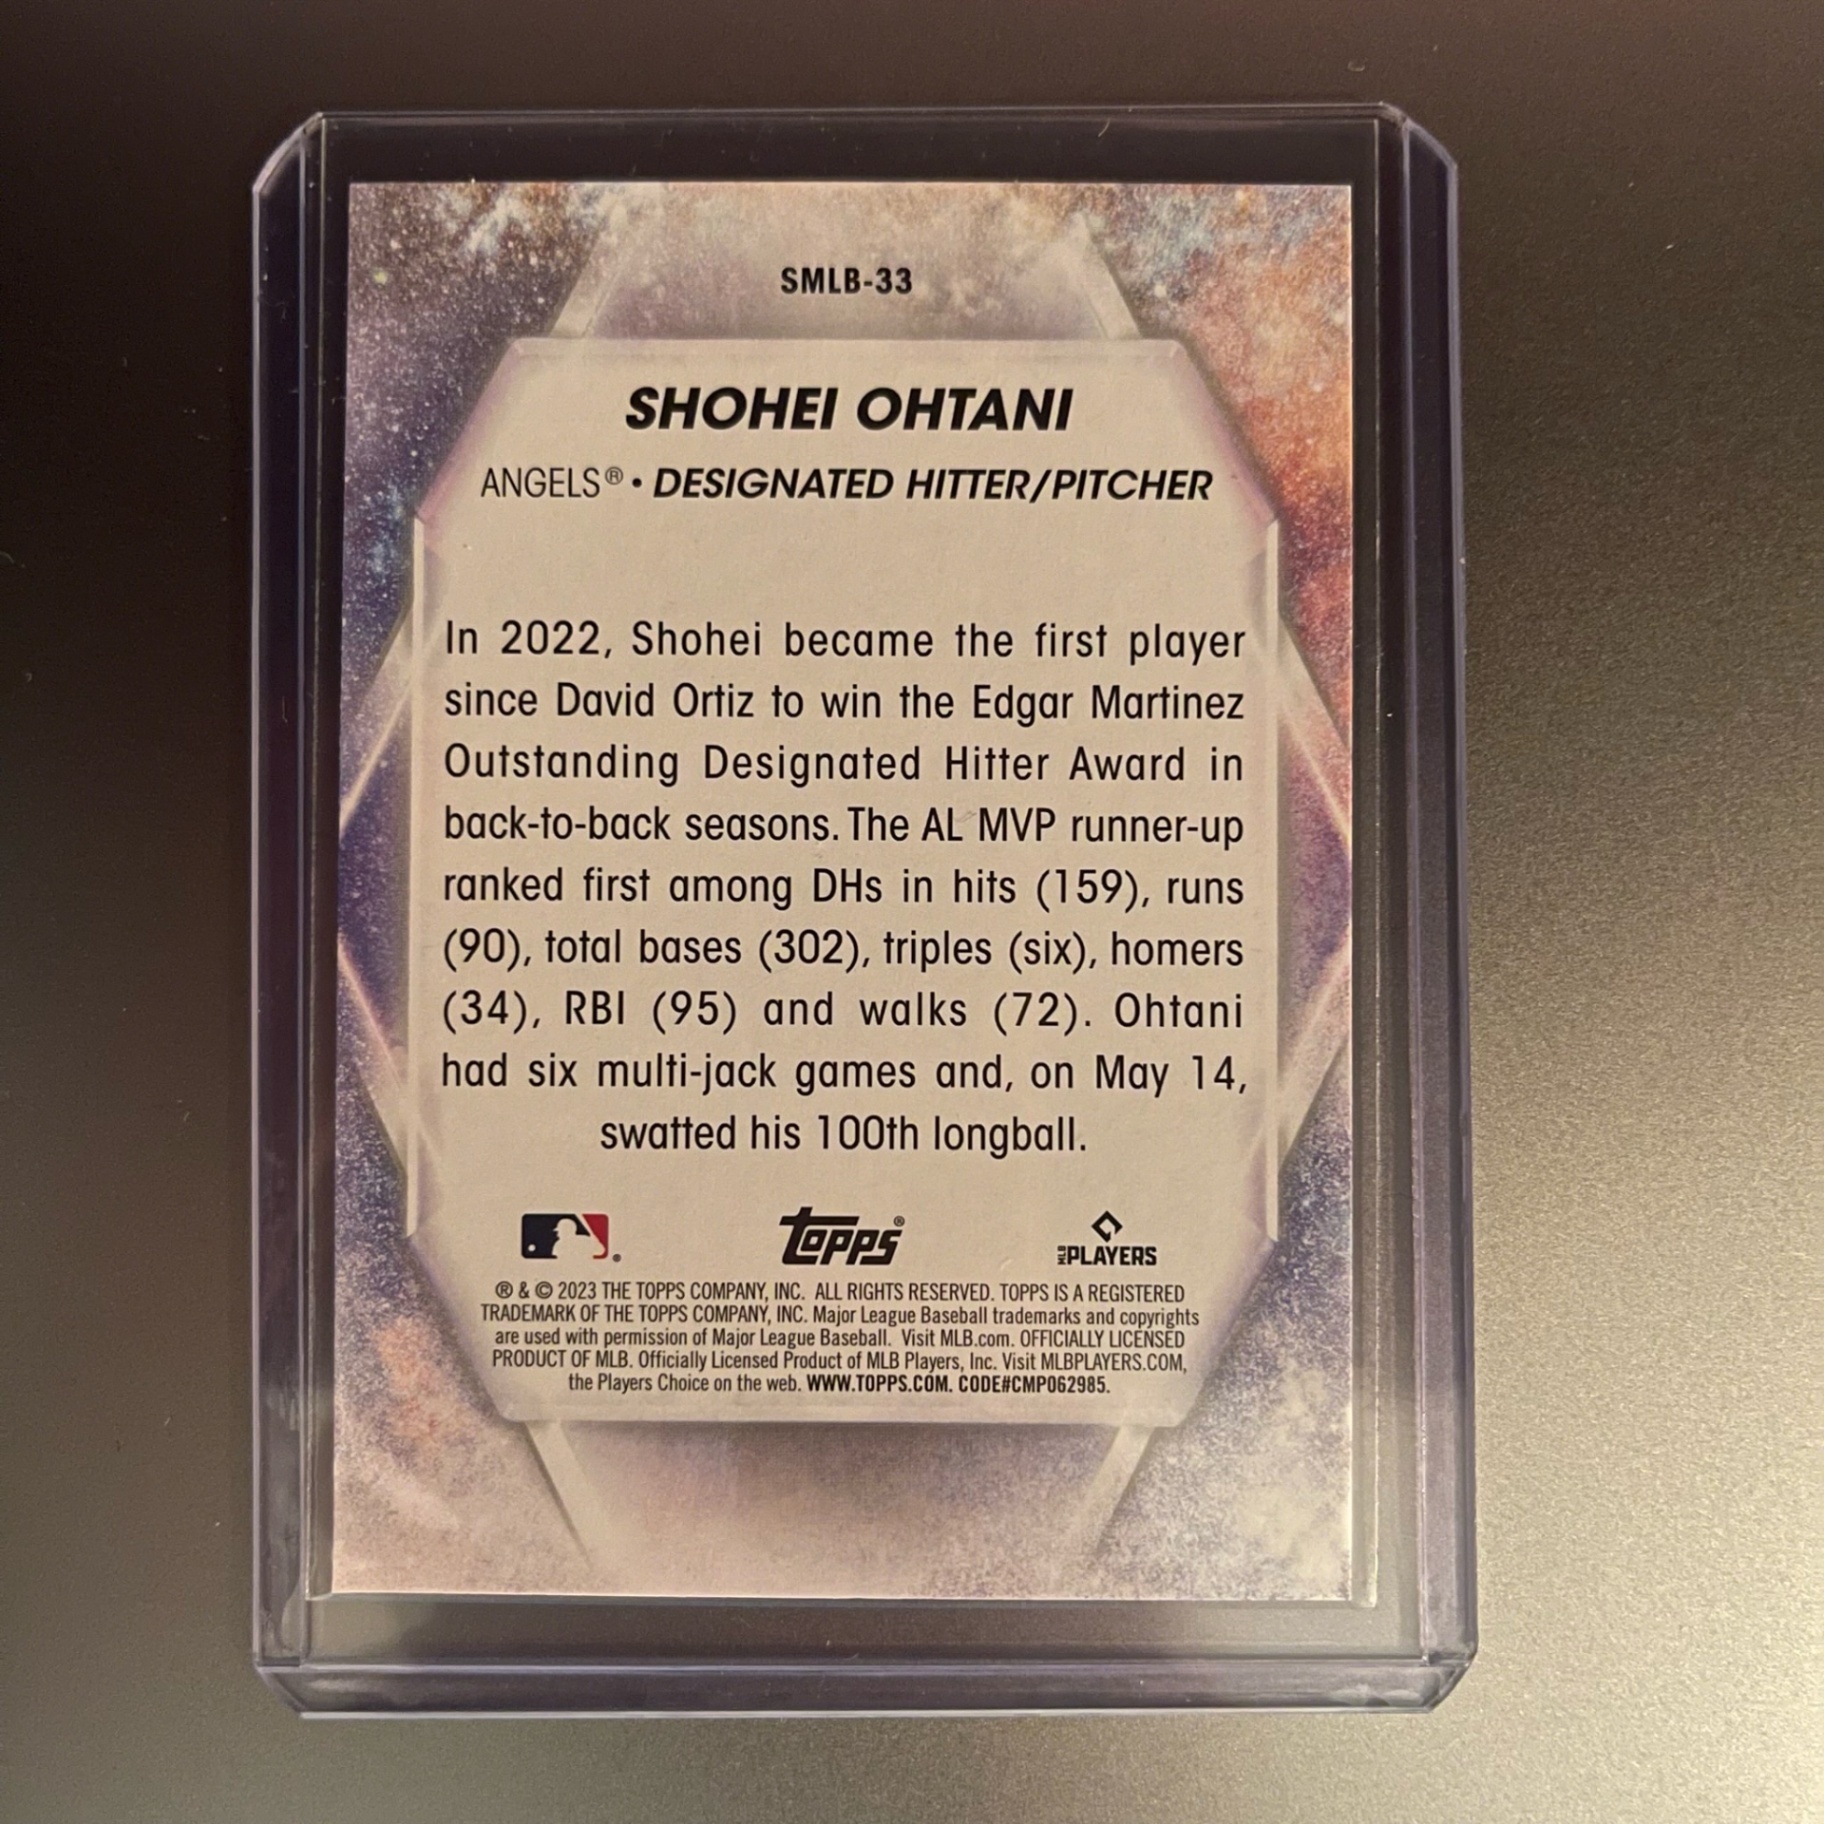 SMLB-33
SHOHEI OHTANI
ANGELS® • DESIGNATED HITTER/PITCHER
In 2022, Shohei became the first player
since David Ortiz to win the Edgar Martinez
Outstanding Designated Hitter Award in
back-to-back seasons. The AL MVP runner-up
ranked first among DHs in hits (159), runs
(90), total bases (302), triples (six), homers
(34), RBI (95) and walks (72). Ohtani
had six multi-jack games and, on May 14,
swatted his 100th longball.
Topps® MLB PLAYERS
® & © 2023 THE TOPPS COMPANY, INC. ALL RIGHTS RESERVED. TOPPS IS A REGISTERED
TRADEMARK OF THE TOPPS COMPANY, INC. Major League Baseball trademarks and copyrights
are used with permission of Major League Baseball. Visit MLB.com. OFFICIALLY LICENSED
PRODUCT OF MLB. Officially Licensed Product of MLB Players, Inc. Visit MLBPLAYERS.COM,
the Players Choice on the web. WWW.TOPPS.COM. CODE#CMP062985.